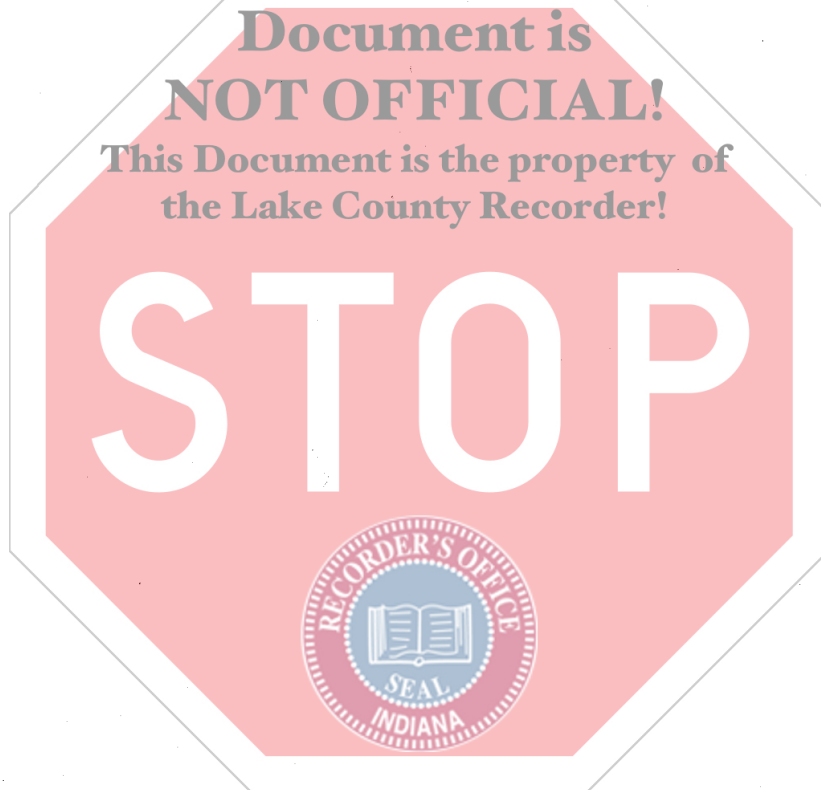 Document is
NOT OFFICIAL!
This Document is the property of
the Lake County Recorder!
STOP
RECORDER'S OFFICE
SEAL
INDIANA